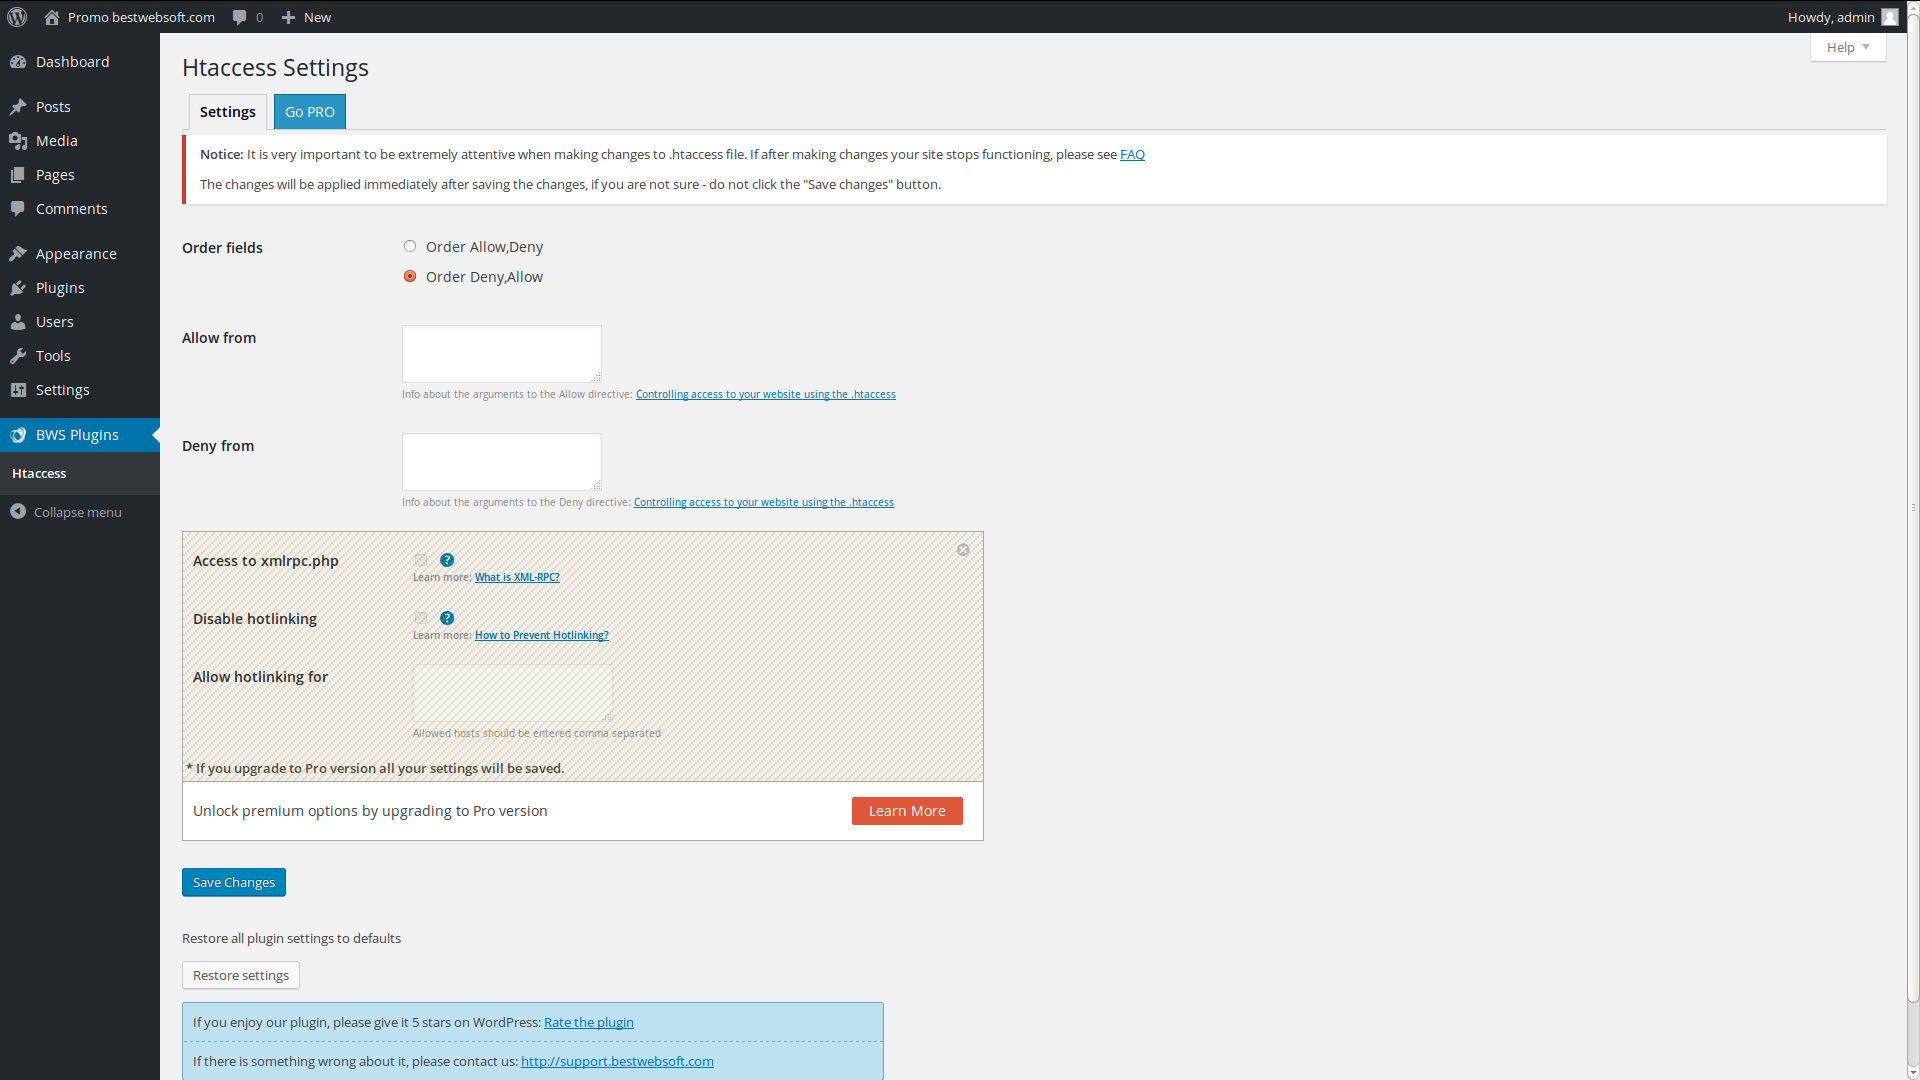 Promo bestwebsoft.com 0 New Howdy, admin
Help
Dashboard
Posts
Media
Pages
Comments
Appearance
Plugins
Users
Tools
Settings
BWS Plugins
Htaccess
Collapse menu
Htaccess Settings
Settings Go PRO
Notice: It is very important to be extremely attentive when making changes to .htaccess file. If after making changes your site stops functioning, please see FAQ
The changes will be applied immediately after saving the changes, if you are not sure - do not click the "Save changes" button.
Order fields Order Allow,Deny
Order Deny,Allow
Allow from
Info about the arguments to the Allow directive: Controlling access to your website using the .htaccess
Deny from
Info about the arguments to the Deny directive: Controlling access to your website using the .htaccess
Access to xmlrpc.php ?
Learn more: What is XML-RPC?
Disable hotlinking ?
Learn more: How to Prevent Hotlinking?
Allow hotlinking for
Allowed hosts should be entered comma separated
* If you upgrade to Pro version all your settings will be saved.
Unlock premium options by upgrading to Pro version Learn More
Save Changes
Restore all plugin settings to defaults
Restore settings
If you enjoy our plugin, please give it 5 stars on WordPress: Rate the plugin
If there is something wrong about it, please contact us: http://support.bestwebsoft.com